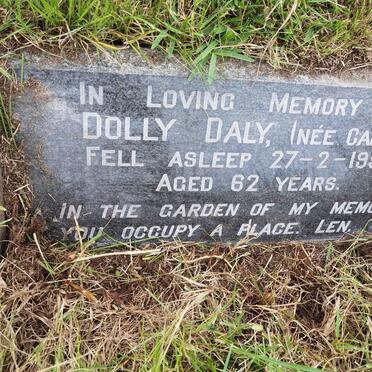 IN LOVING MEMORY
DOLLY DALY, (NÉE
FELL ASLEEP 27-2-19
AGED 62 YEARS.
IN THE GARDEN OF MY
YOU OCCUPY A PLACE. LEN.